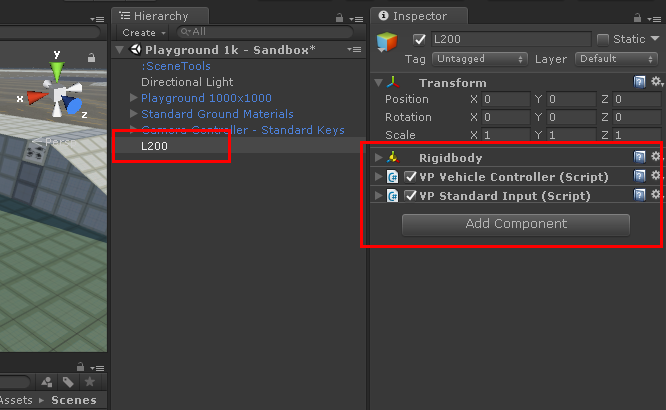 y
x
z
Persp
Assets ▸ Scenes
Hierarchy
Create
All
Playground 1k - Sandbox*
:SceneTools
Directional Light
Playground 1000x1000
Standard Ground Materials
Camera Controller - Standard Keys
L200
Inspector
L200
Static
Tag Untagged Layer Default
Transform
Position X 0 Y 0 Z 0
Rotation X 0 Y 0 Z 0
Scale X 1 Y 1 Z 1
Rigidbody
VP Vehicle Controller (Script)
VP Standard Input (Script)
Add Component